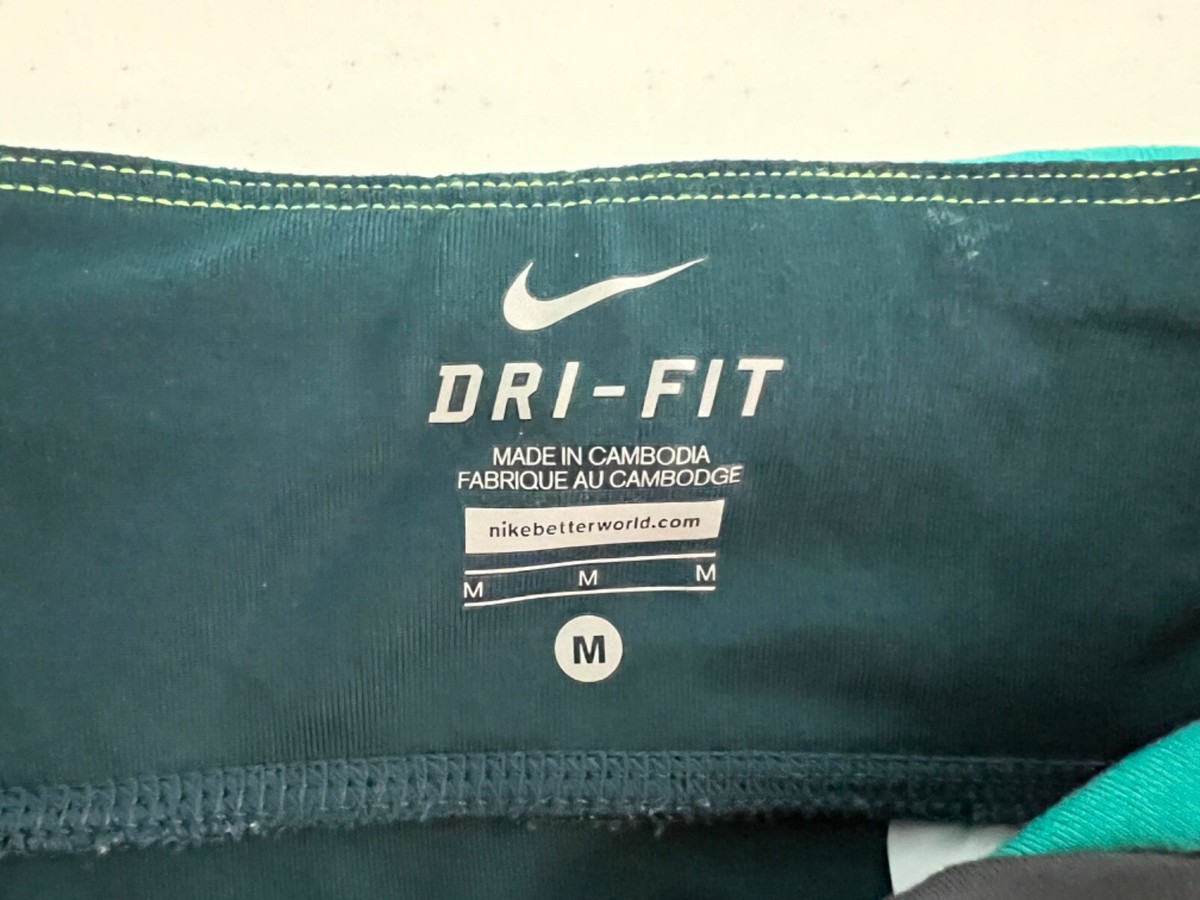 DRI-FIT
MADE IN CAMBODIA
FABRIQUE AU CAMBODGE
nikebetterworld.com
M M M
M